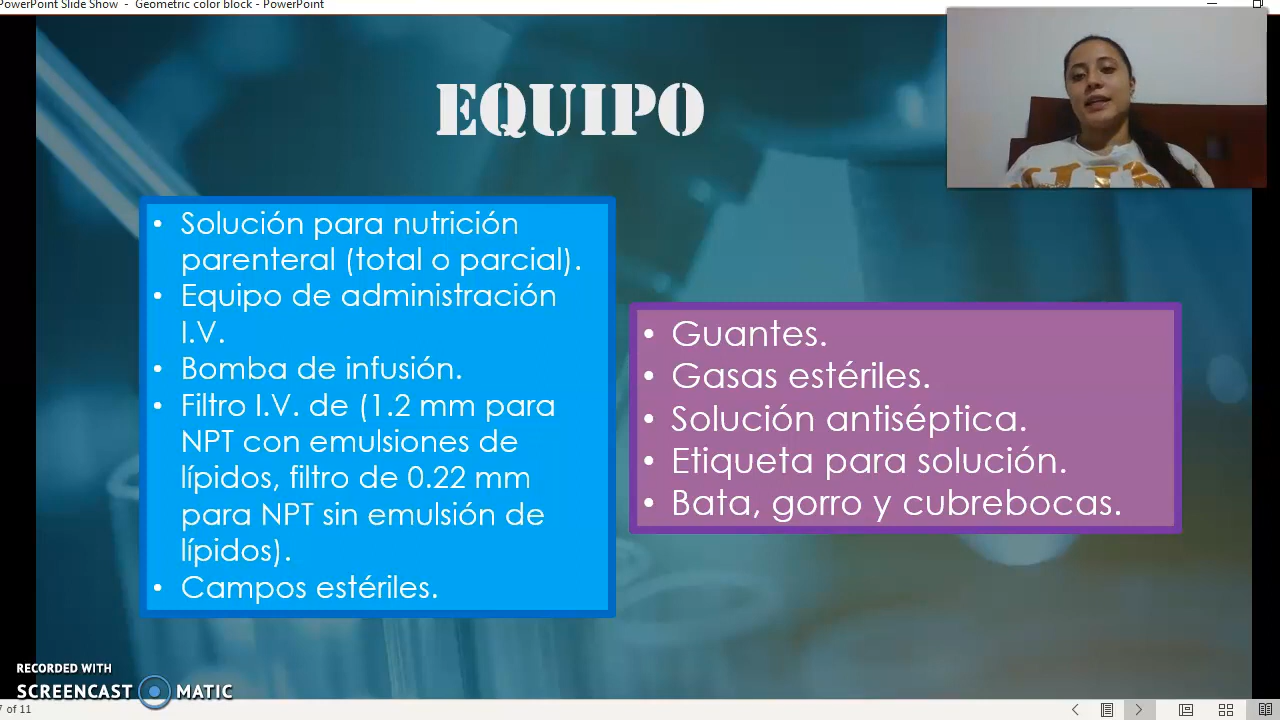 PowerPoint Slide Show - Geometric color block - PowerPoint
EQUIPO
• Solución para nutrición
parenteral (total o parcial).
• Equipo de administración
I.V.
• Bomba de infusión.
• Filtro I.V. de (1.2 mm para
NPT con emulsiones de
lípidos, filtro de 0.22 mm
para NPT sin emulsión de
lípidos).
• Campos estériles.
• Guantes.
• Gasas estériles.
• Solución antiséptica.
• Etiqueta para solución.
• Bata, gorro y cubrebocas.
RECORDED WITH
SCREENCAST MATIC
7 of 11